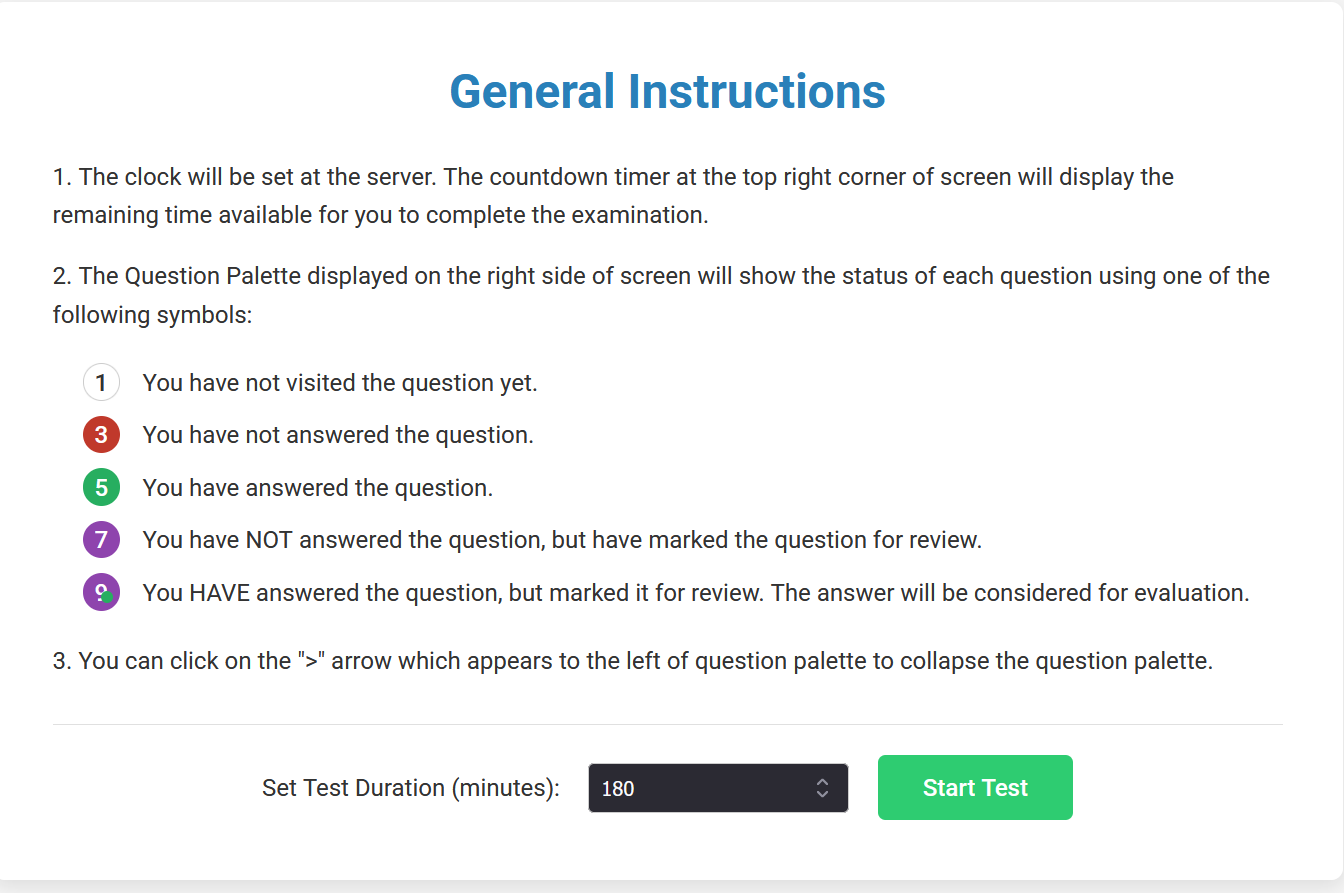 General Instructions
1. The clock will be set at the server. The countdown timer at the top right corner of screen will display the
remaining time available for you to complete the examination.
2. The Question Palette displayed on the right side of screen will show the status of each question using one of the
following symbols:
1 You have not visited the question yet.
3 You have not answered the question.
5 You have answered the question.
7 You have NOT answered the question, but have marked the question for review.
9 You HAVE answered the question, but marked it for review. The answer will be considered for evaluation.
3. You can click on the ">" arrow which appears to the left of question palette to collapse the question palette.
Set Test Duration (minutes): 180 Start Test